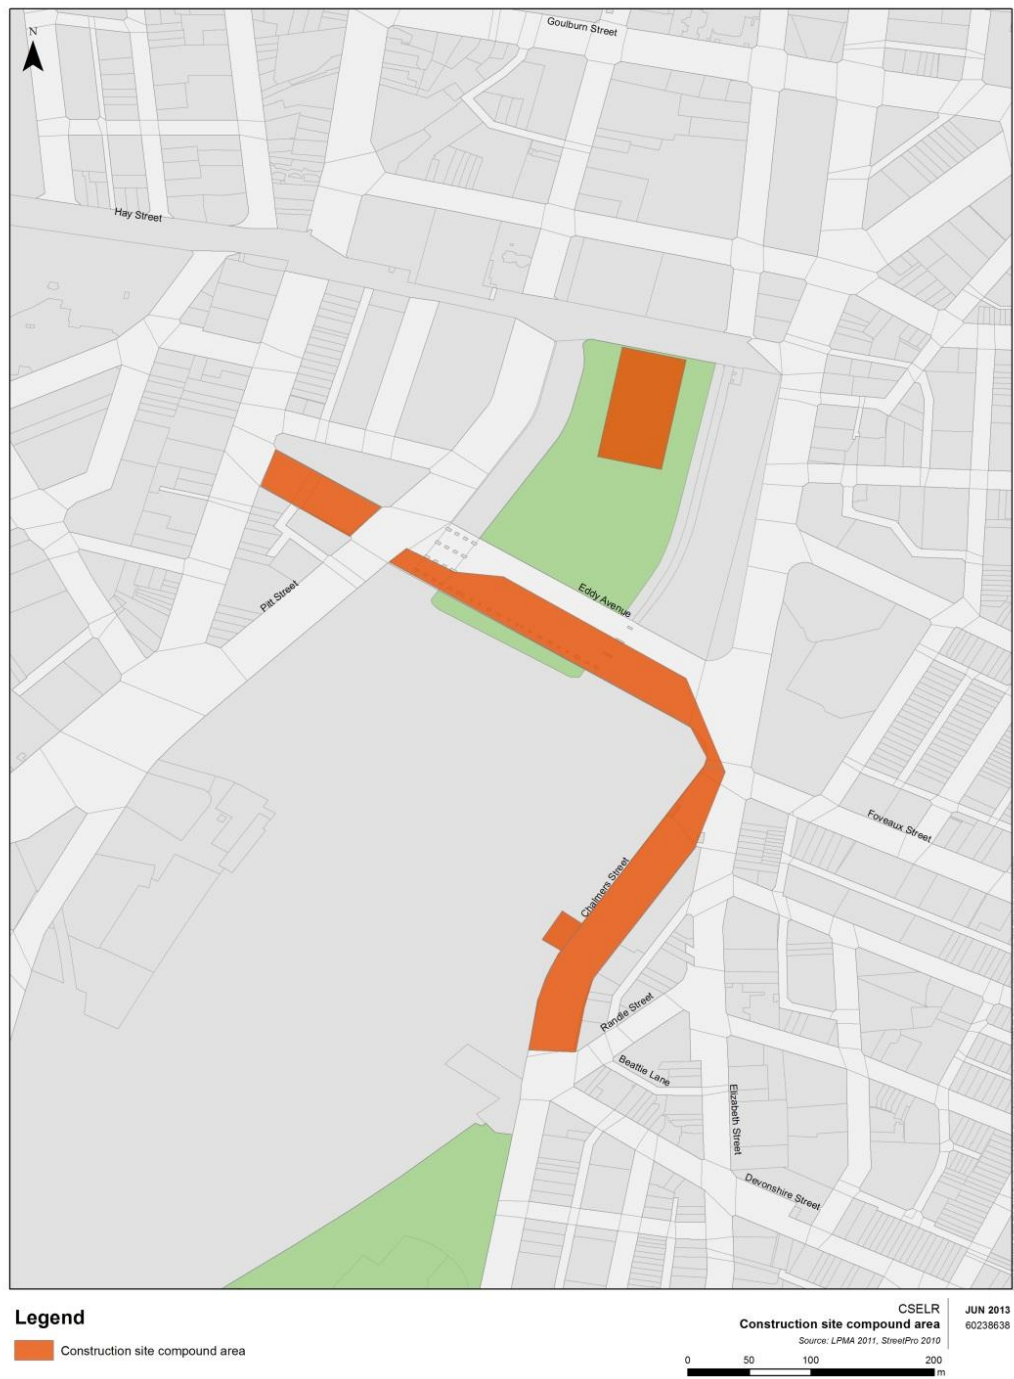 N
Goulburn Street
Hay Street
Pitt Street
Eddy Avenue
Foveaux Street
Chalmers Street
Randle Street
Beattie Lane
Elizabeth Street
Devonshire Street
Legend
Construction site compound area
CSELR
Construction site compound area
Source: LPMA 2011, StreetPro 2010
JUN 2013
60238638
0 50 100 200
m